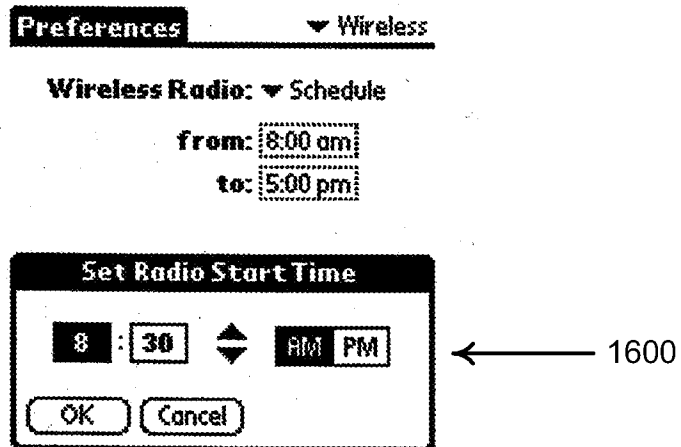 Preferences Wireless
Wireless Radio: Schedule
from: 8:00 am
to: 5:00 pm
Set Radio Start Time
8 : 30 AM PM
1600
OK Cancel